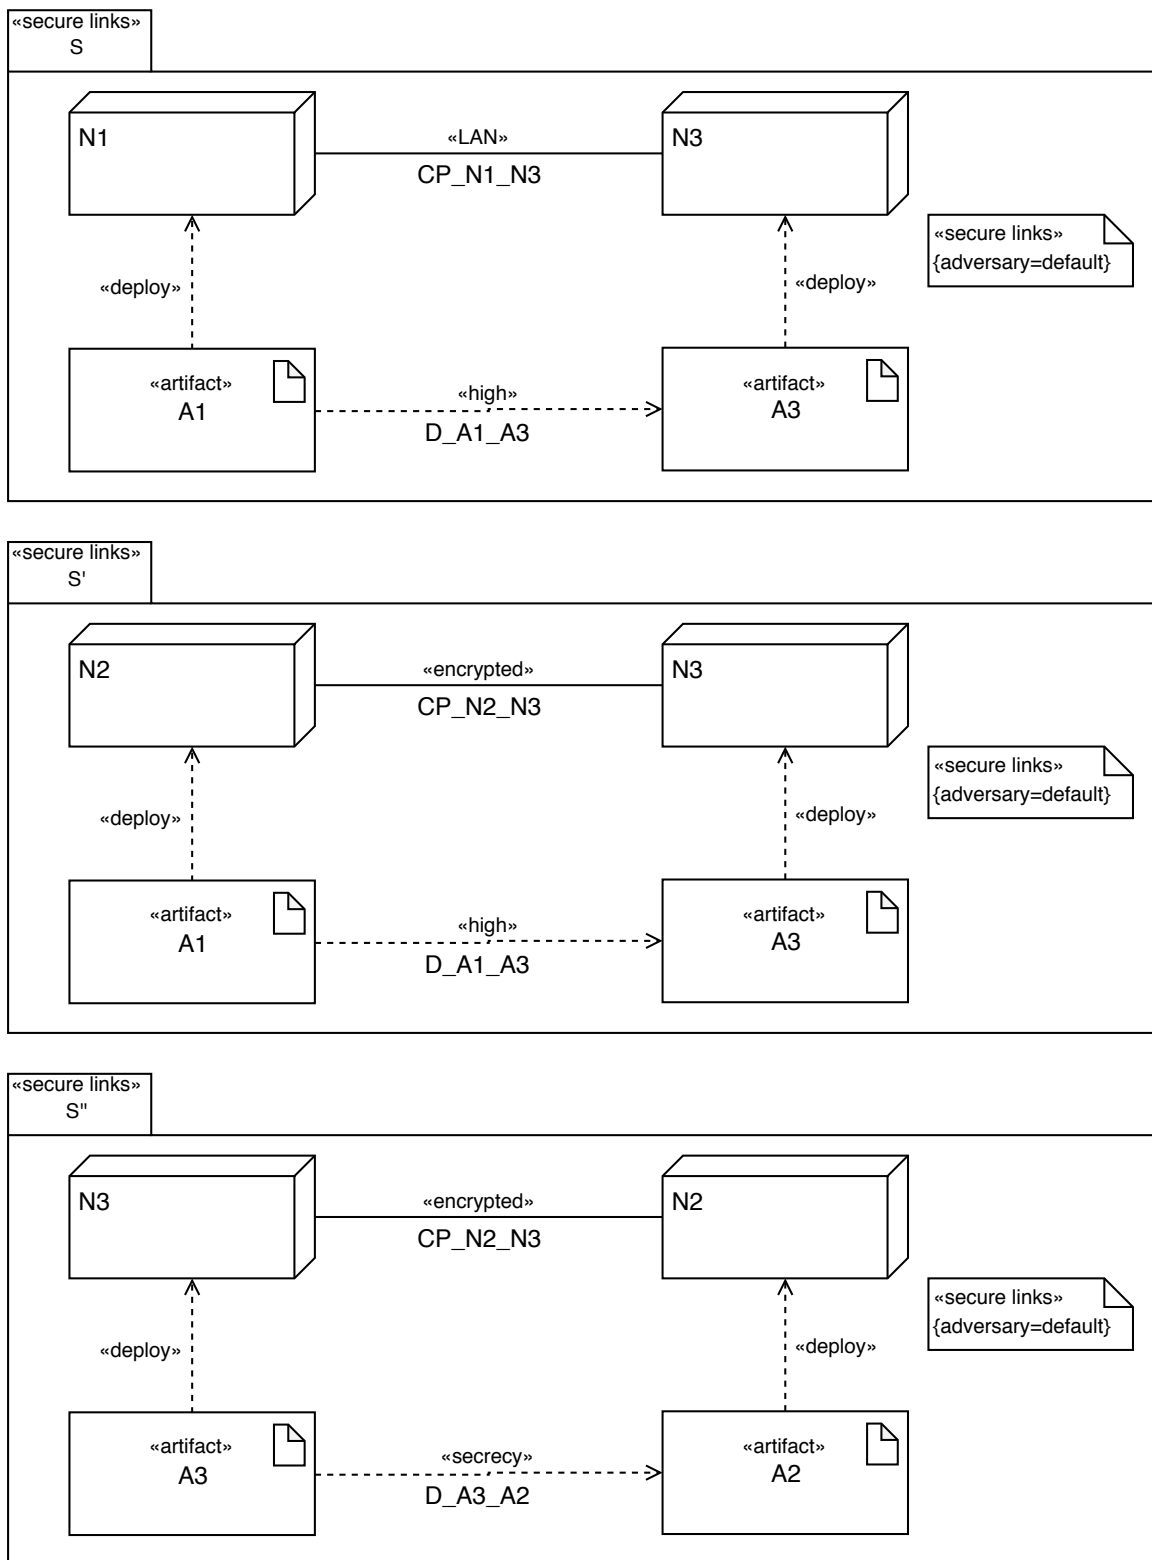 «secure links»
S
N1
«LAN»
CP_N1_N3
N3
«secure links»
{adversary=default}
«deploy»
«deploy»
«artifact»
A1
«high»
D_A1_A3
«artifact»
A3
«secure links»
S'
N2
«encrypted»
CP_N2_N3
N3
«secure links»
{adversary=default}
«deploy»
«deploy»
«artifact»
A1
«high»
D_A1_A3
«artifact»
A3
«secure links»
S"
N3
«encrypted»
CP_N2_N3
N2
«secure links»
{adversary=default}
«deploy»
«deploy»
«artifact»
A3
«secrecy»
D_A3_A2
«artifact»
A2